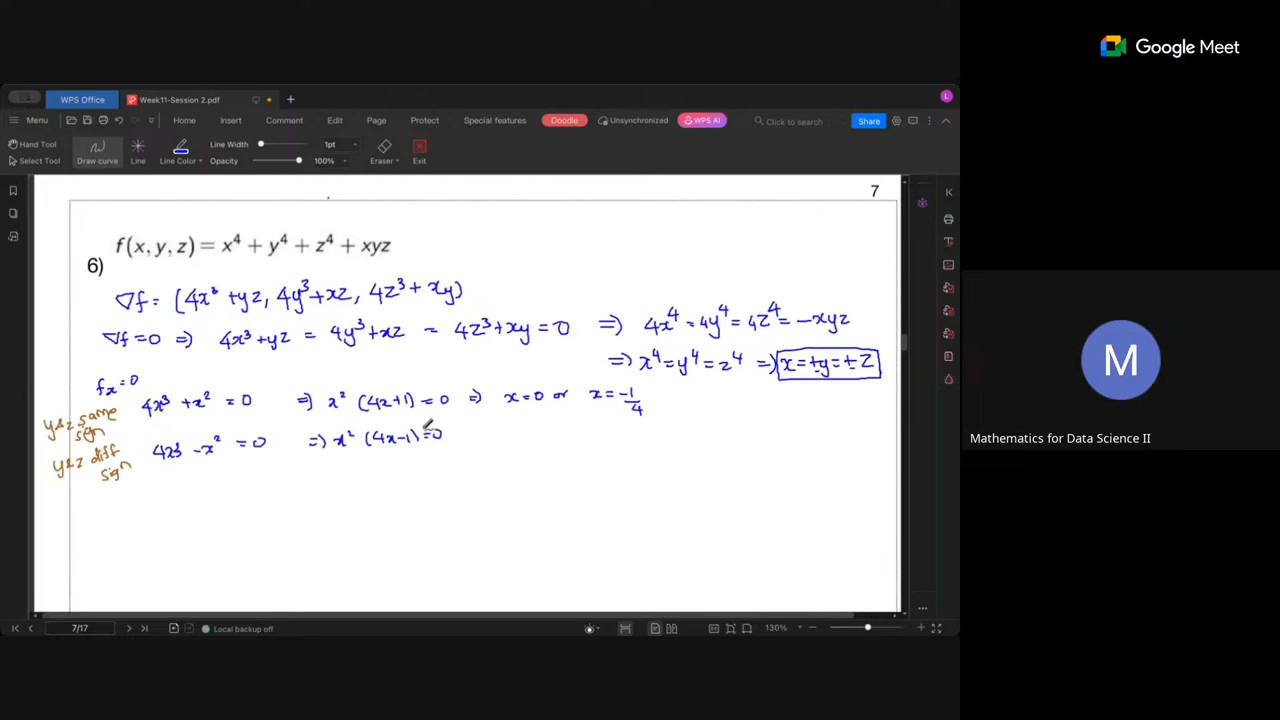 Google Meet
WPS Office
Week11-Session 2.pdf
Menu
Home
Insert
Comment
Edit
Page
Protect
Special features
Doodle
Unsynchronized
WPS AI
Click to find
Share
Hand Tool
Select Tool
Draw curve
Line
Line Color
Line Width
1pt
Opacity
100%
Eraser
Exit
7
f(x, y, z) = x⁴ + y⁴ + z⁴ + xyz
6)
∇f = (4x³ + yz, 4y³ + xz, 4z³ + xy)
∇f = 0 ⇒ 4x³ + yz = 4y³ + xz = 4z³ + xy = 0 ⇒ 4x⁴ = 4y⁴ = 4z⁴ = -xyz
⇒ x⁴ = y⁴ = z⁴ ⇒ x = ±y = ±z
fx = 0
y&z same sign 4x³ + x² = 0 ⇒ x² (4x+1) = 0 ⇒ x = 0 or x = -1/4
y&z diff sign 4x³ - x² = 0 ⇒ x² (4x-1) = 0
M
Mathematics for Data Science II
7/17
Local backup off
130%